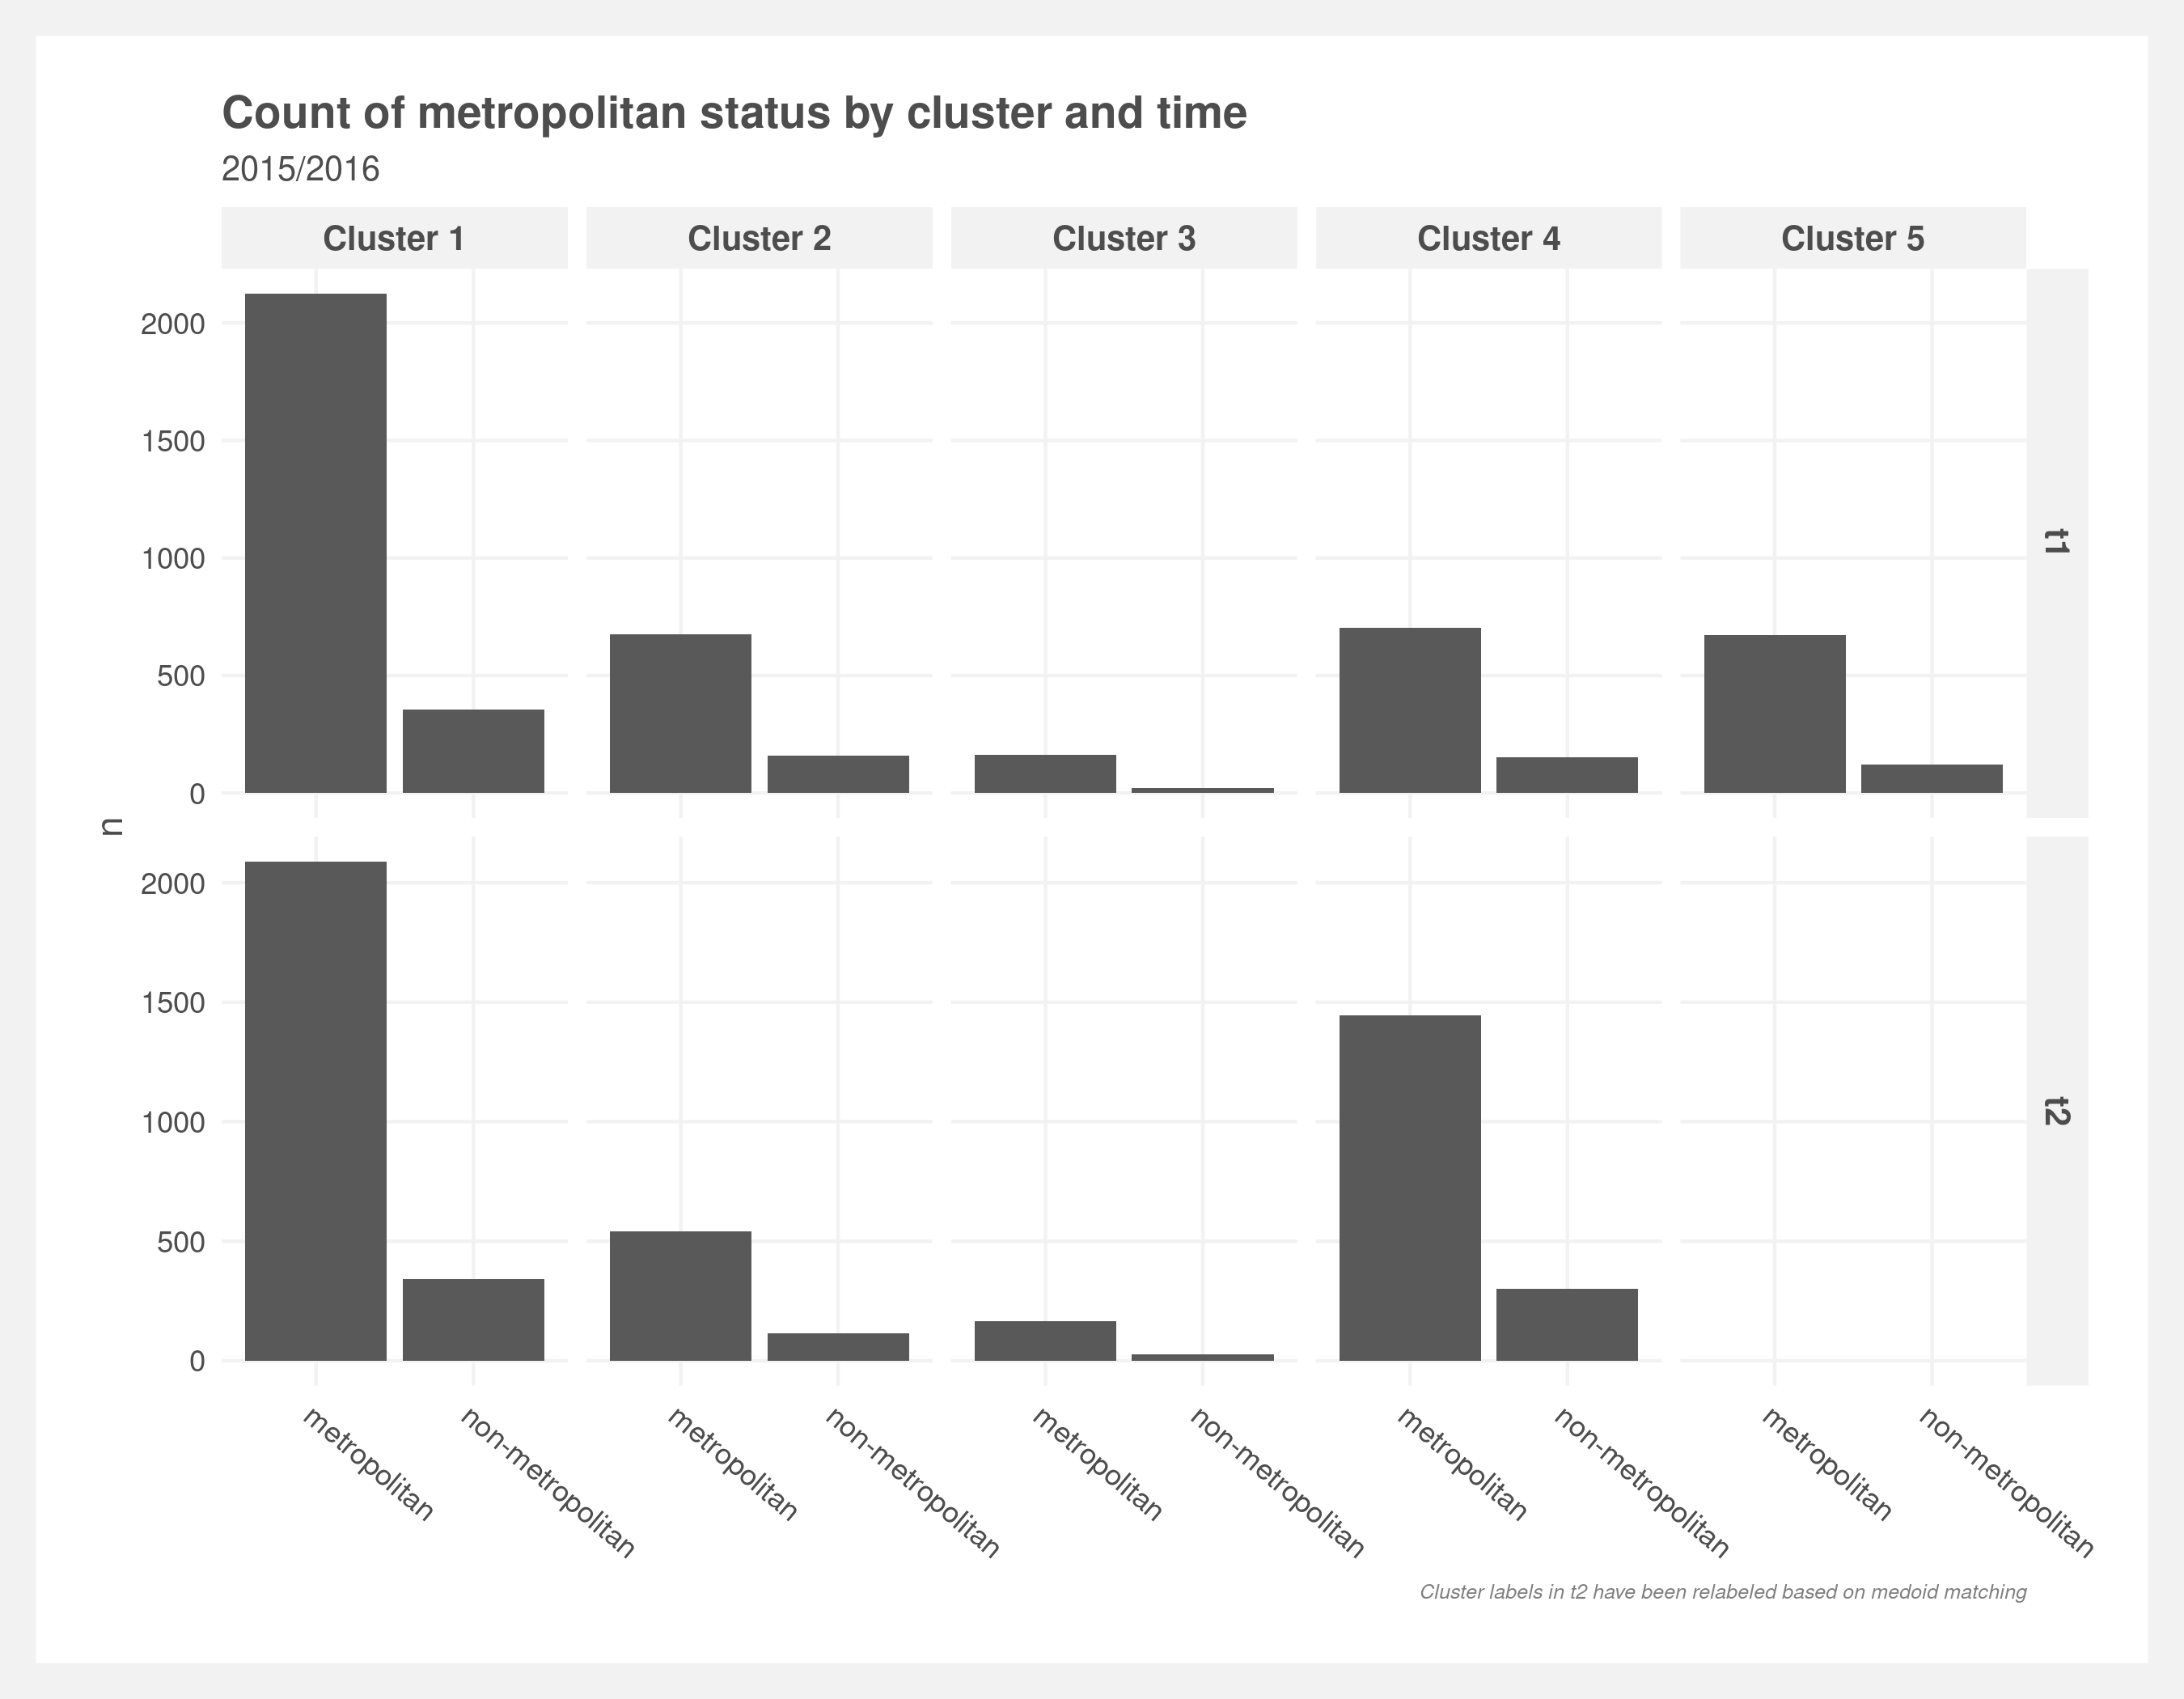 Count of metropolitan status by cluster and time
2015/2016
Cluster 1 Cluster 2 Cluster 3 Cluster 4 Cluster 5
2000
1500
1000
500
0
t1
n
2000
1500
1000
500
0
t2
metropolitan non-metropolitan metropolitan non-metropolitan metropolitan non-metropolitan metropolitan non-metropolitan metropolitan non-metropolitan
Cluster labels in t2 have been relabeled based on medoid matching